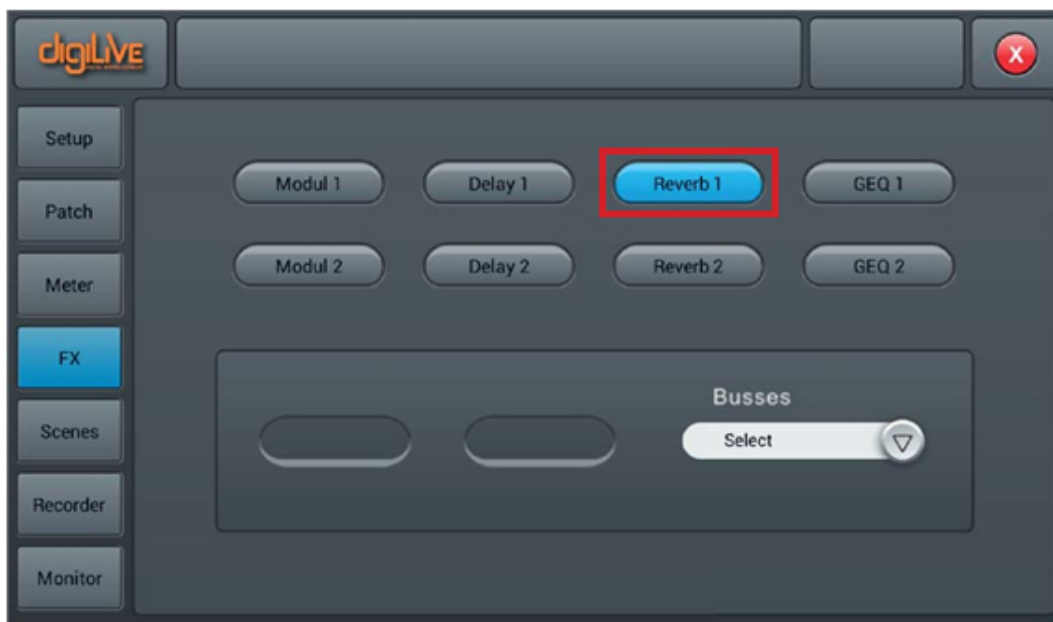 digiLivE
X
Setup
Patch
Meter
FX
Scenes
Recorder
Monitor
Modul 1 Delay 1 Reverb 1 GEQ 1
Modul 2 Delay 2 Reverb 2 GEQ 2
Busses
Select